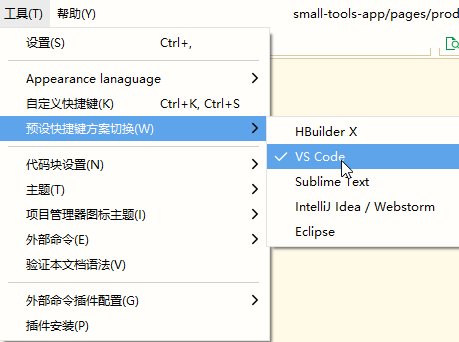 工具(T) 帮助(Y) small-tools-app/pages/prod
设置(S) Ctrl+,
Appearance lanaguage
自定义快捷键(K) Ctrl+K, Ctrl+S
预设快捷键方案切换(W)
HBuilder X
VS Code
Sublime Text
IntelliJ Idea / Webstorm
Eclipse
代码块设置(N)
主题(T)
项目管理器图标主题(I)
外部命令(E)
验证本文档语法(V)
外部命令插件配置(G)
插件安装(P)